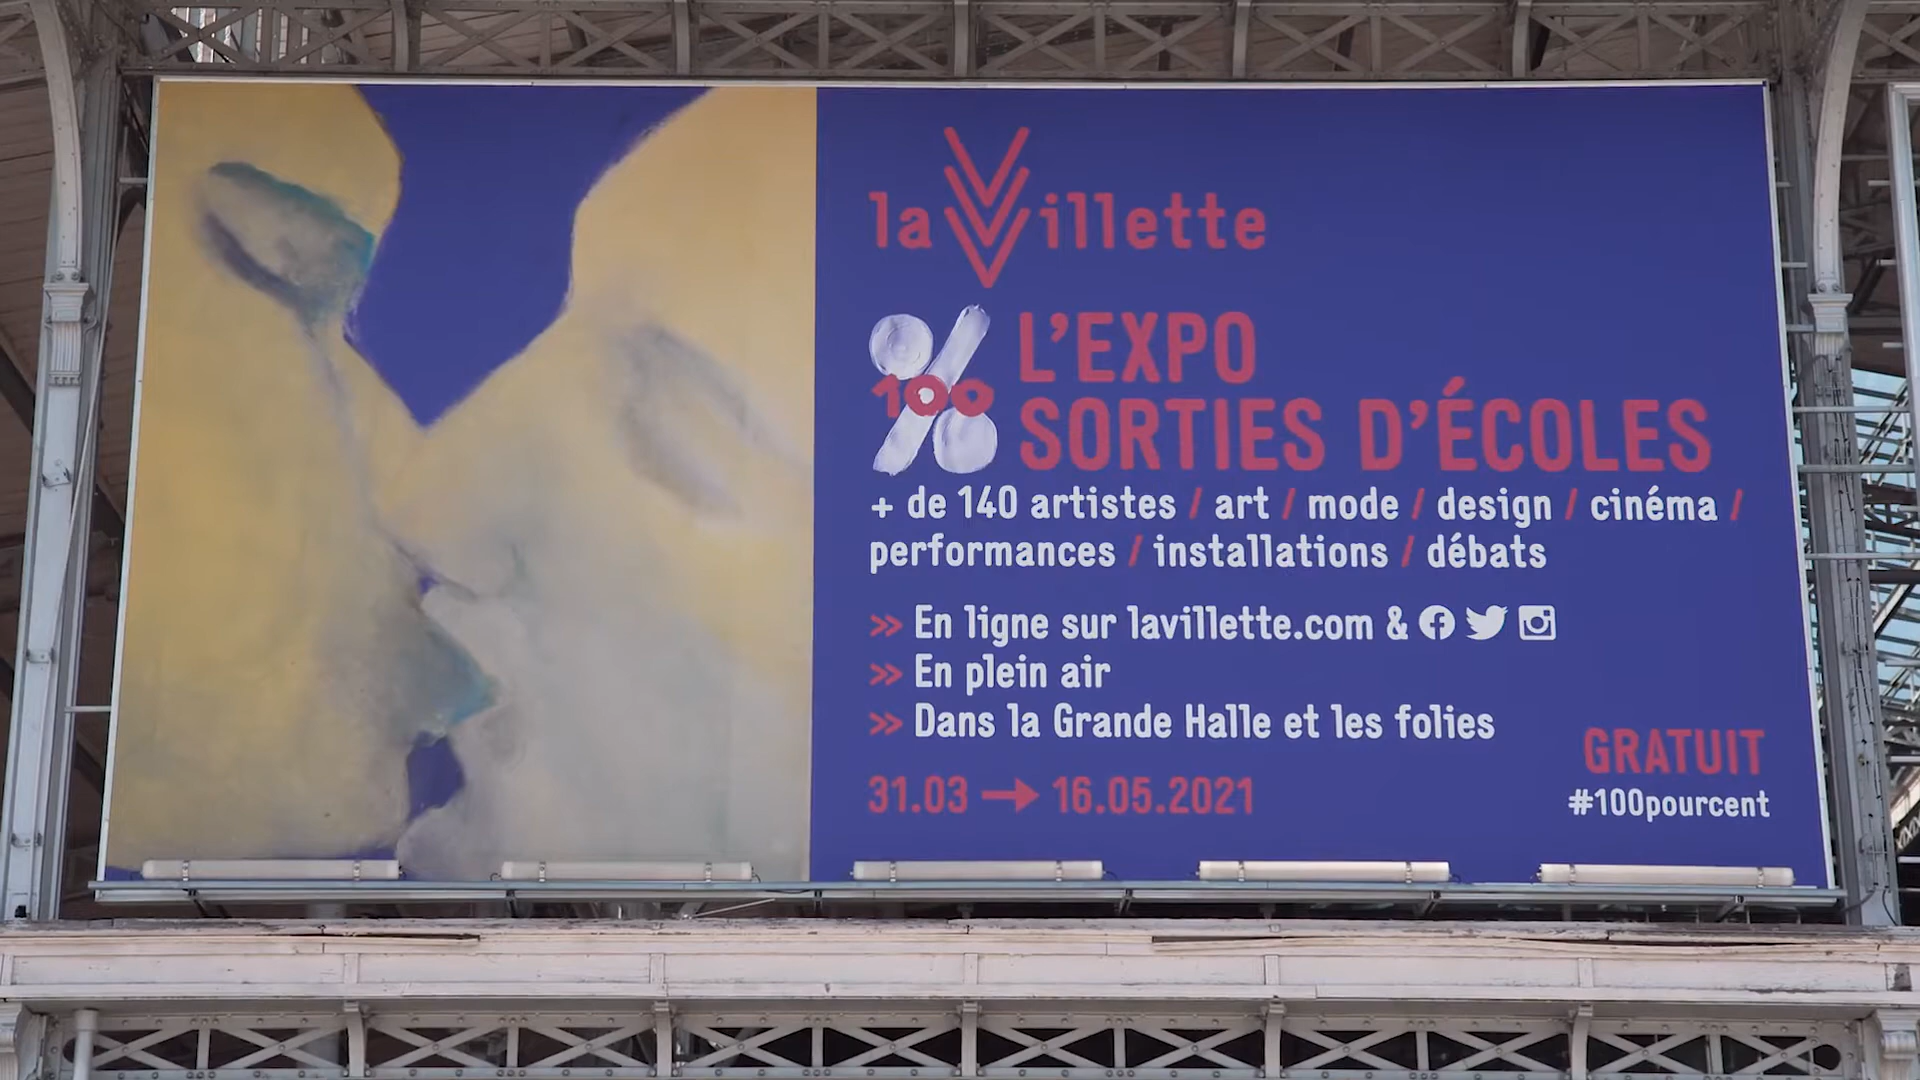 la Villette
100 % L'EXPO
SORTIES D'ÉCOLES
+ de 140 artistes / art / mode / design / cinéma /
performances / installations / débats
>> En ligne sur lavillette.com &
>> En plein air
>> Dans la Grande Halle et les folies
31.03 → 16.05.2021
GRATUIT
#100pourcent